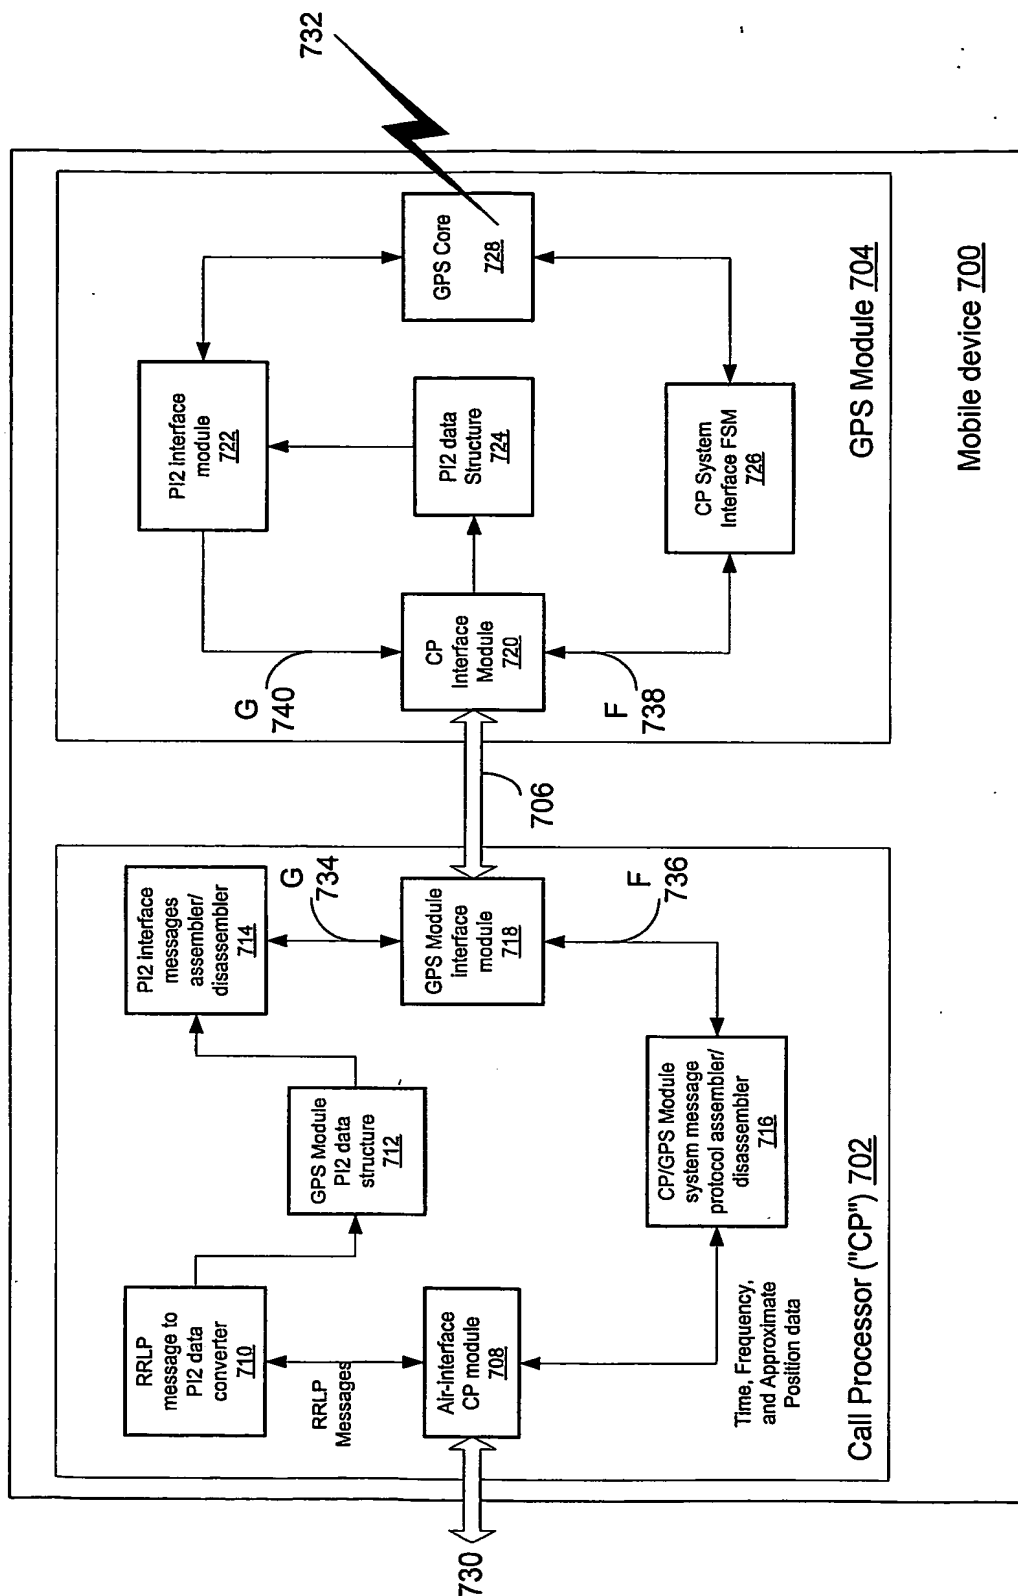 730
Air-interface
CP module
708
RRLP
Messages
RRLP
message to
PI2 data
converter
710
GPS Module
PI2 data
structure
712
PI2 interface
messages
assembler/
disassembler
714
G
734
GPS Module
interface
module
718
F
736
CP/GPS Module
system message
protocol assembler/
disassembler
716
Time, Frequency,
and Approximate
Position data
Call Processor ("CP") 702
706
G
740
CP
Interface
Module
720
F
738
PI2 interface
module
722
PI2 data
Structure
724
CP System
Interface FSM
726
GPS Core
728
732
GPS Module 704
Mobile device 700